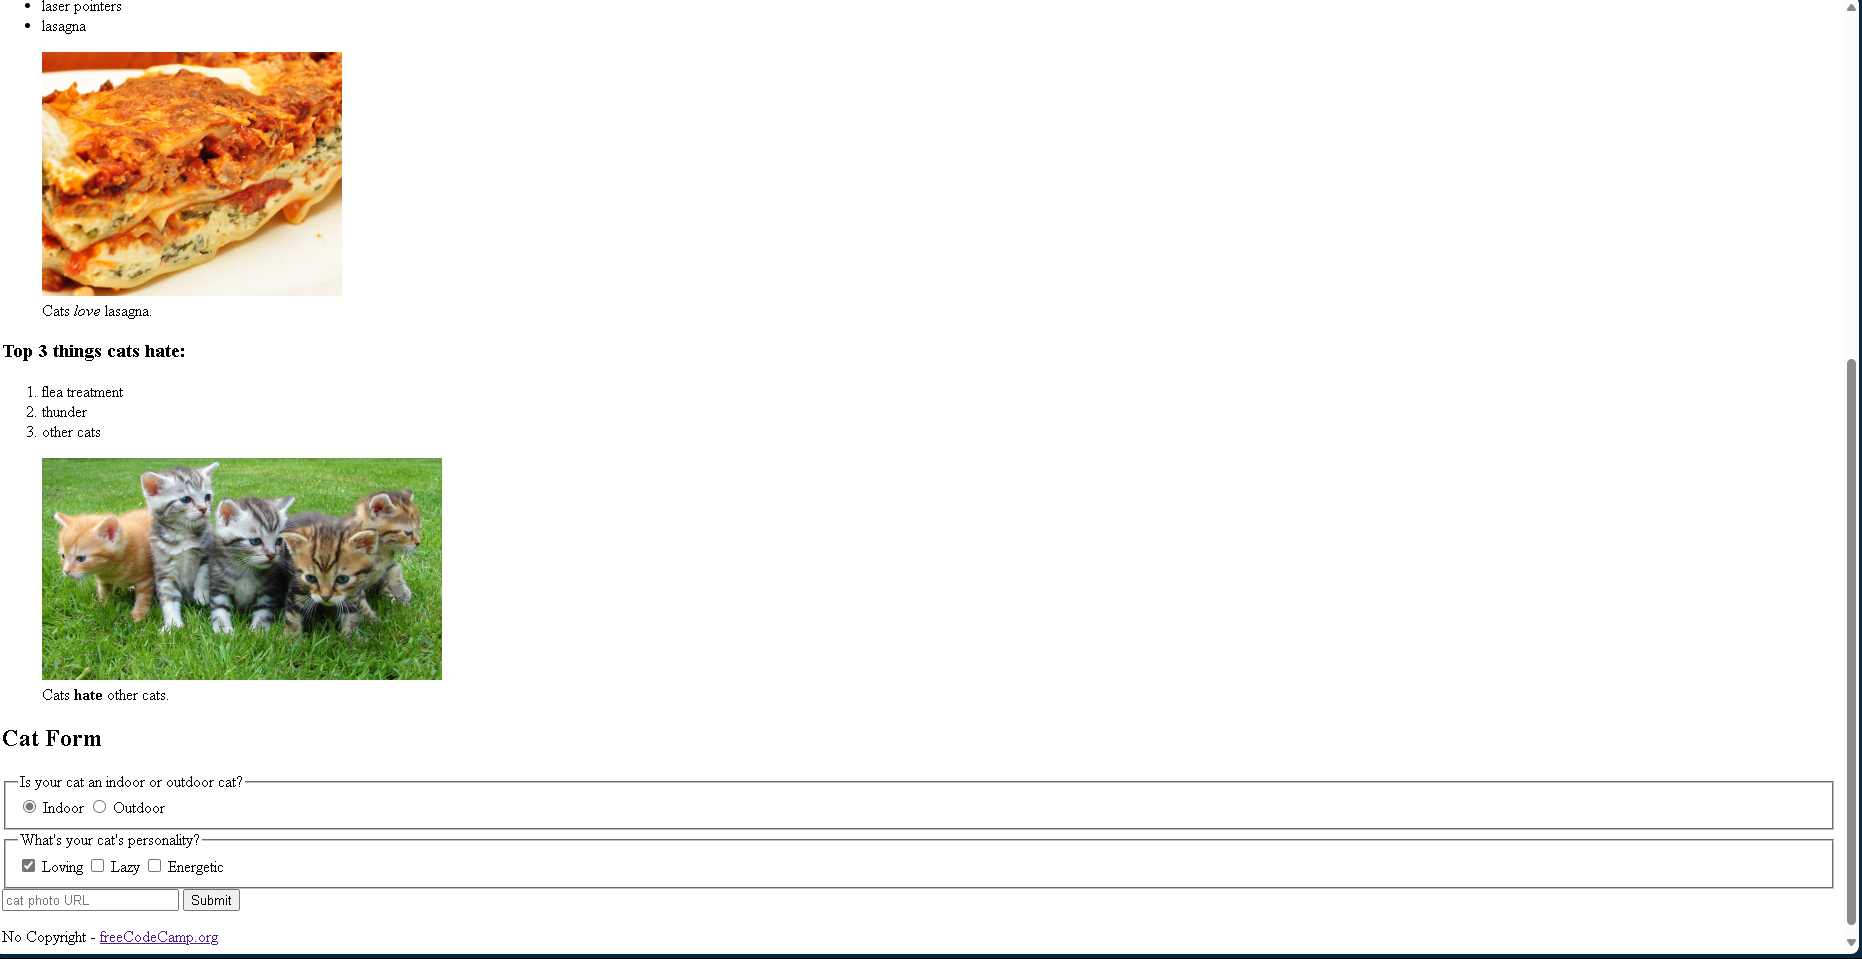 laser pointers
lasagna
Cats love lasagna.
Top 3 things cats hate:
1. flea treatment
2. thunder
3. other cats
Cats hate other cats.
Cat Form
Is your cat an indoor or outdoor cat?
Indoor Outdoor
What's your cat's personality?
Loving Lazy Energetic
cat photo URL Submit
No Copyright - freeCodeCamp.org